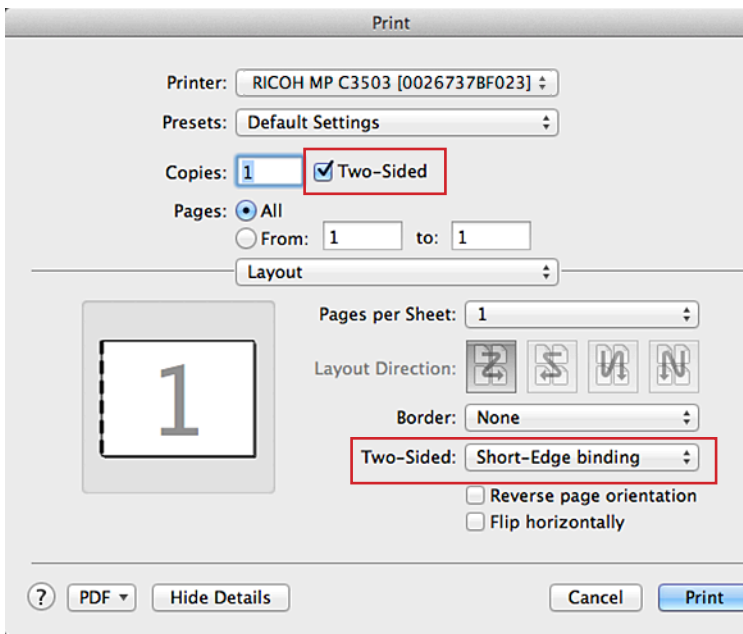 Print
Printer: RICOH MP C3503 [0026737BF023]
Presets: Default Settings
Copies: 1 Two-Sided
Pages: All
From: 1 to: 1
Layout
Pages per Sheet: 1
Layout Direction:
Border: None
Two-Sided: Short-Edge binding
Reverse page orientation
Flip horizontally
1
? PDF Hide Details Cancel Print